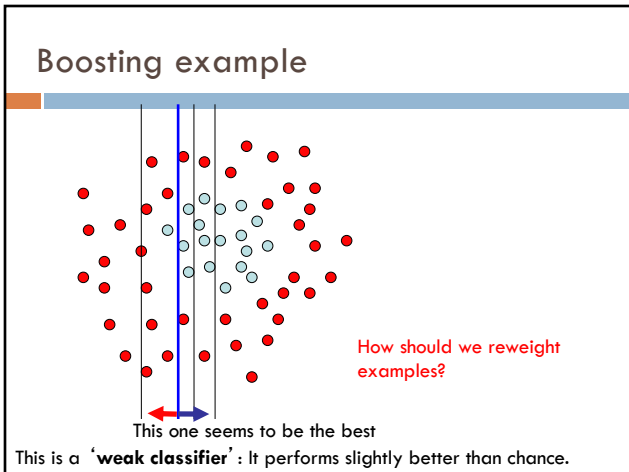 Boosting example
How should we reweight
examples?
This one seems to be the best
This is a ‘weak classifier’: It performs slightly better than chance.